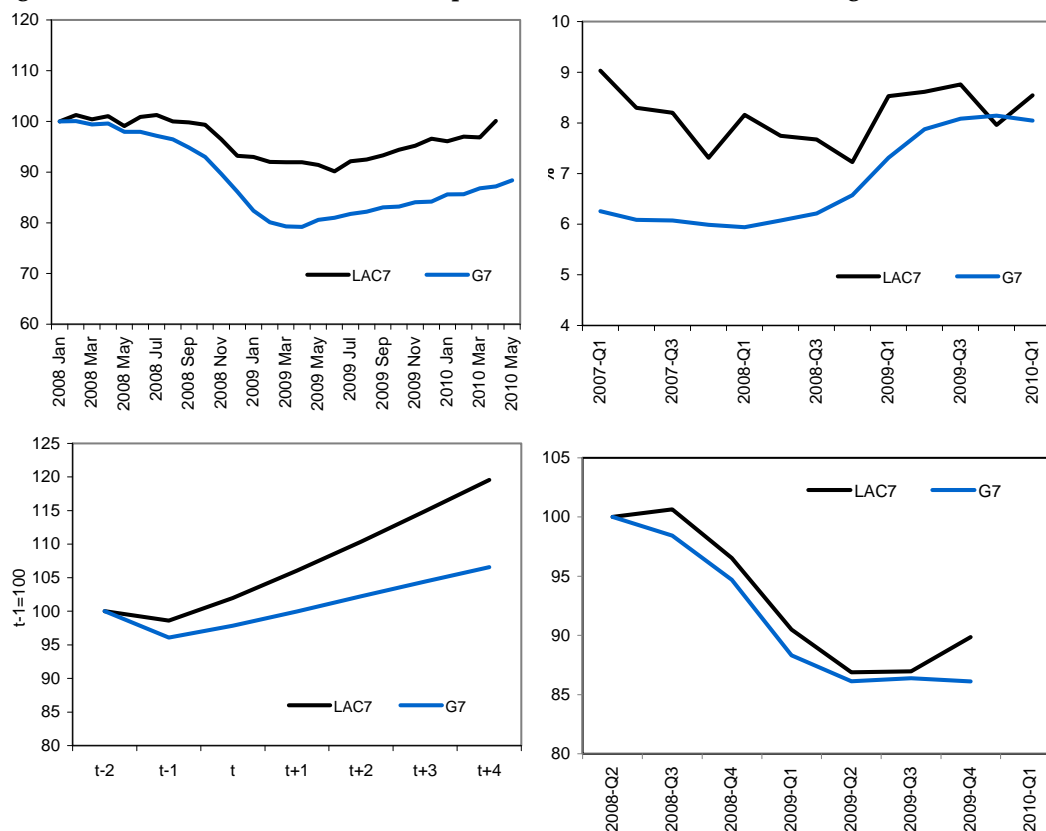 120
110
100
90
80
70
60
LAC7 G7
2008 Jan
2008 Mar
2008 May
2008 Jul
2008 Sep
2008 Nov
2009 Jan
2009 Mar
2009 May
2009 Jul
2009 Sep
2009 Nov
2010 Jan
2010 Mar
2010 May
10
9
8
7
6
5
4
LAC7 G7
2007-Q1
2007-Q3
2008-Q1
2008-Q3
2009-Q1
2009-Q3
2010-Q1
t-1=100
125
120
115
110
105
100
95
90
85
80
LAC7 G7
t-2 t-1 t t+1 t+2 t+3 t+4
105
100
95
90
85
80
LAC7 G7
2008-Q2
2008-Q3
2008-Q4
2009-Q1
2009-Q2
2009-Q3
2009-Q4
2010-Q1